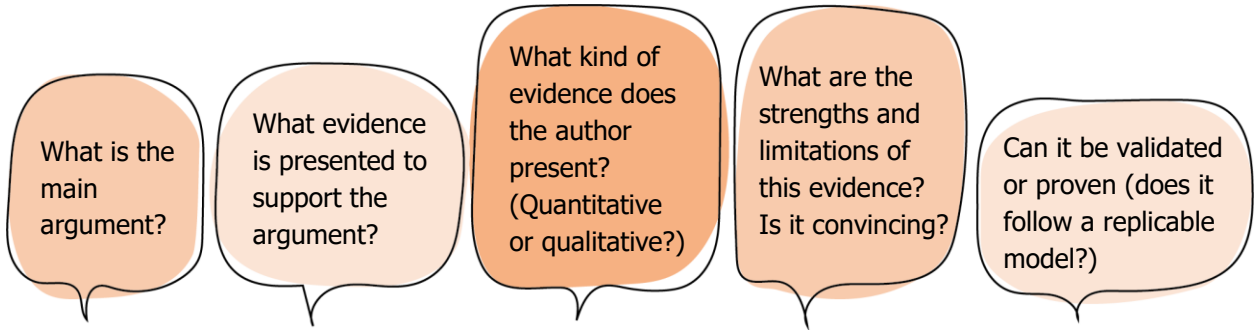 What is the
main
argument?
What evidence
is presented to
support the
argument?
What kind of
evidence does
the author
present?
(Quantitative
or qualitative?)
What are the
strengths and
limitations of
this evidence?
Is it convincing?
Can it be validated
or proven (does it
follow a replicable
model?)